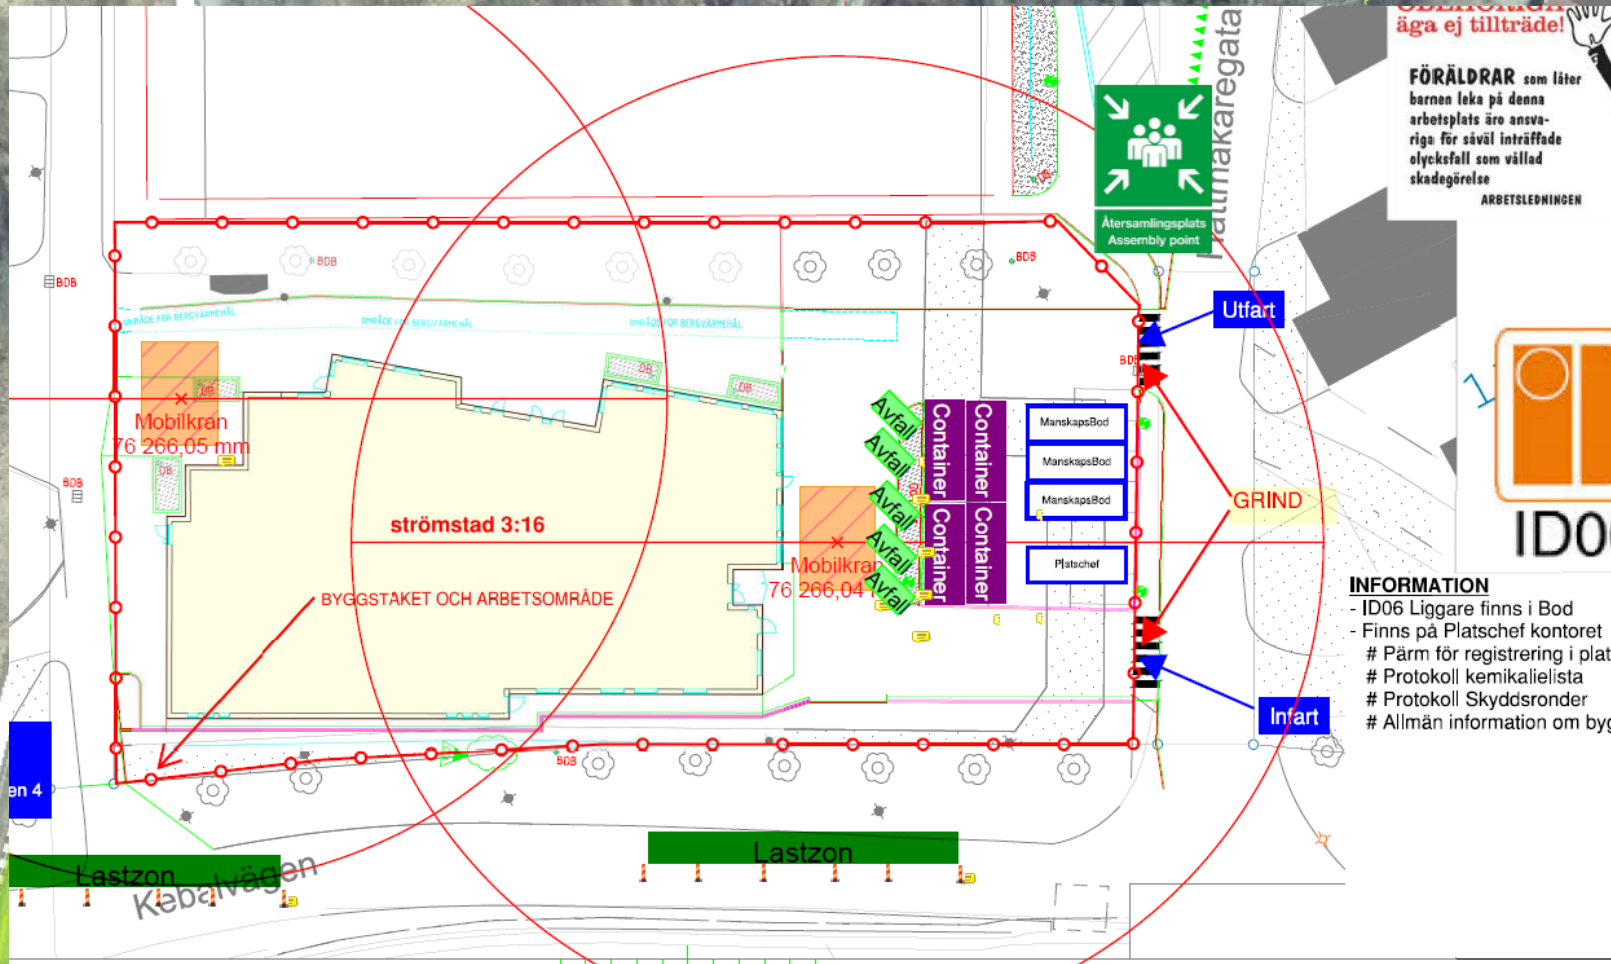 äga ej tillträde!
FÖRÄLDRAR som låter
barnen leka på denna
arbetsplats äro ansva-
riga för såväl inträffade
olycksfall som vållad
skadegörelse
ARBETSLEDNINGEN
Återsamlingsplats
Assembly point
BDB
BDB
BDB
OMRÅDE FÖR BERGVÄRMEHÅL
OMRÅDE FÖR BERGVÄRMEHÅL
OMRÅDE FÖR BERGVÄRMEHÅL
Utfart
BDB
DB
DB
DB
DB
DB
Mobilkran
76 266,05 mm
BDB
Avfall
Avfall
Avfall
Avfall
Avfall
Container
Container
Container
Container
ManskapsBod
ManskapsBod
ManskapsBod
Platschef
GRIND
strömstad 3:16
Mobilkran
76 266,04
BYGGSTAKET OCH ARBETSOMRÅDE
INFORMATION
- ID06 Liggare finns i Bod
- Finns på Platschef kontoret
# Pärm för registrering i plat
# Protokoll kemikalielista
# Protokoll Skyddsronder
# Allmän information om byg
Infart
BDB
en 4
Lastzon
Lastzon
Kebalvägen